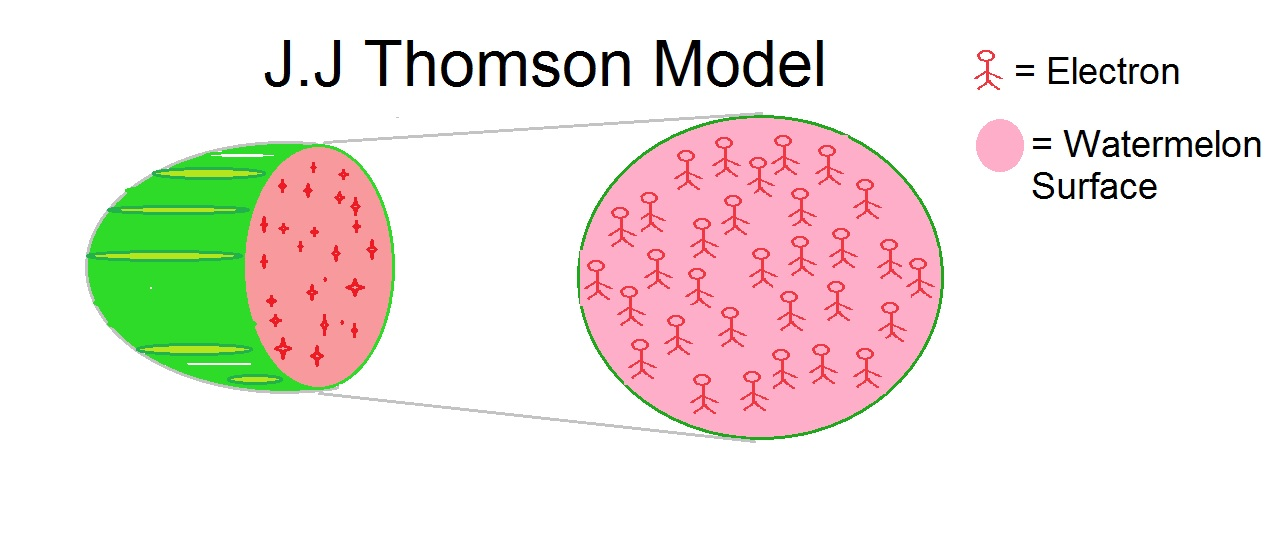 J.J Thomson Model
= Electron
= Watermelon
Surface